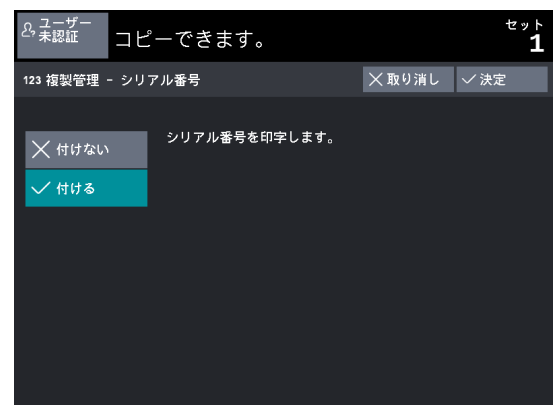 ユーザー
未認証
コピーできます。
セット
1
123 複製管理 - シリアル番号
取り消し
決定
付けない
シリアル番号を印字します。
付ける